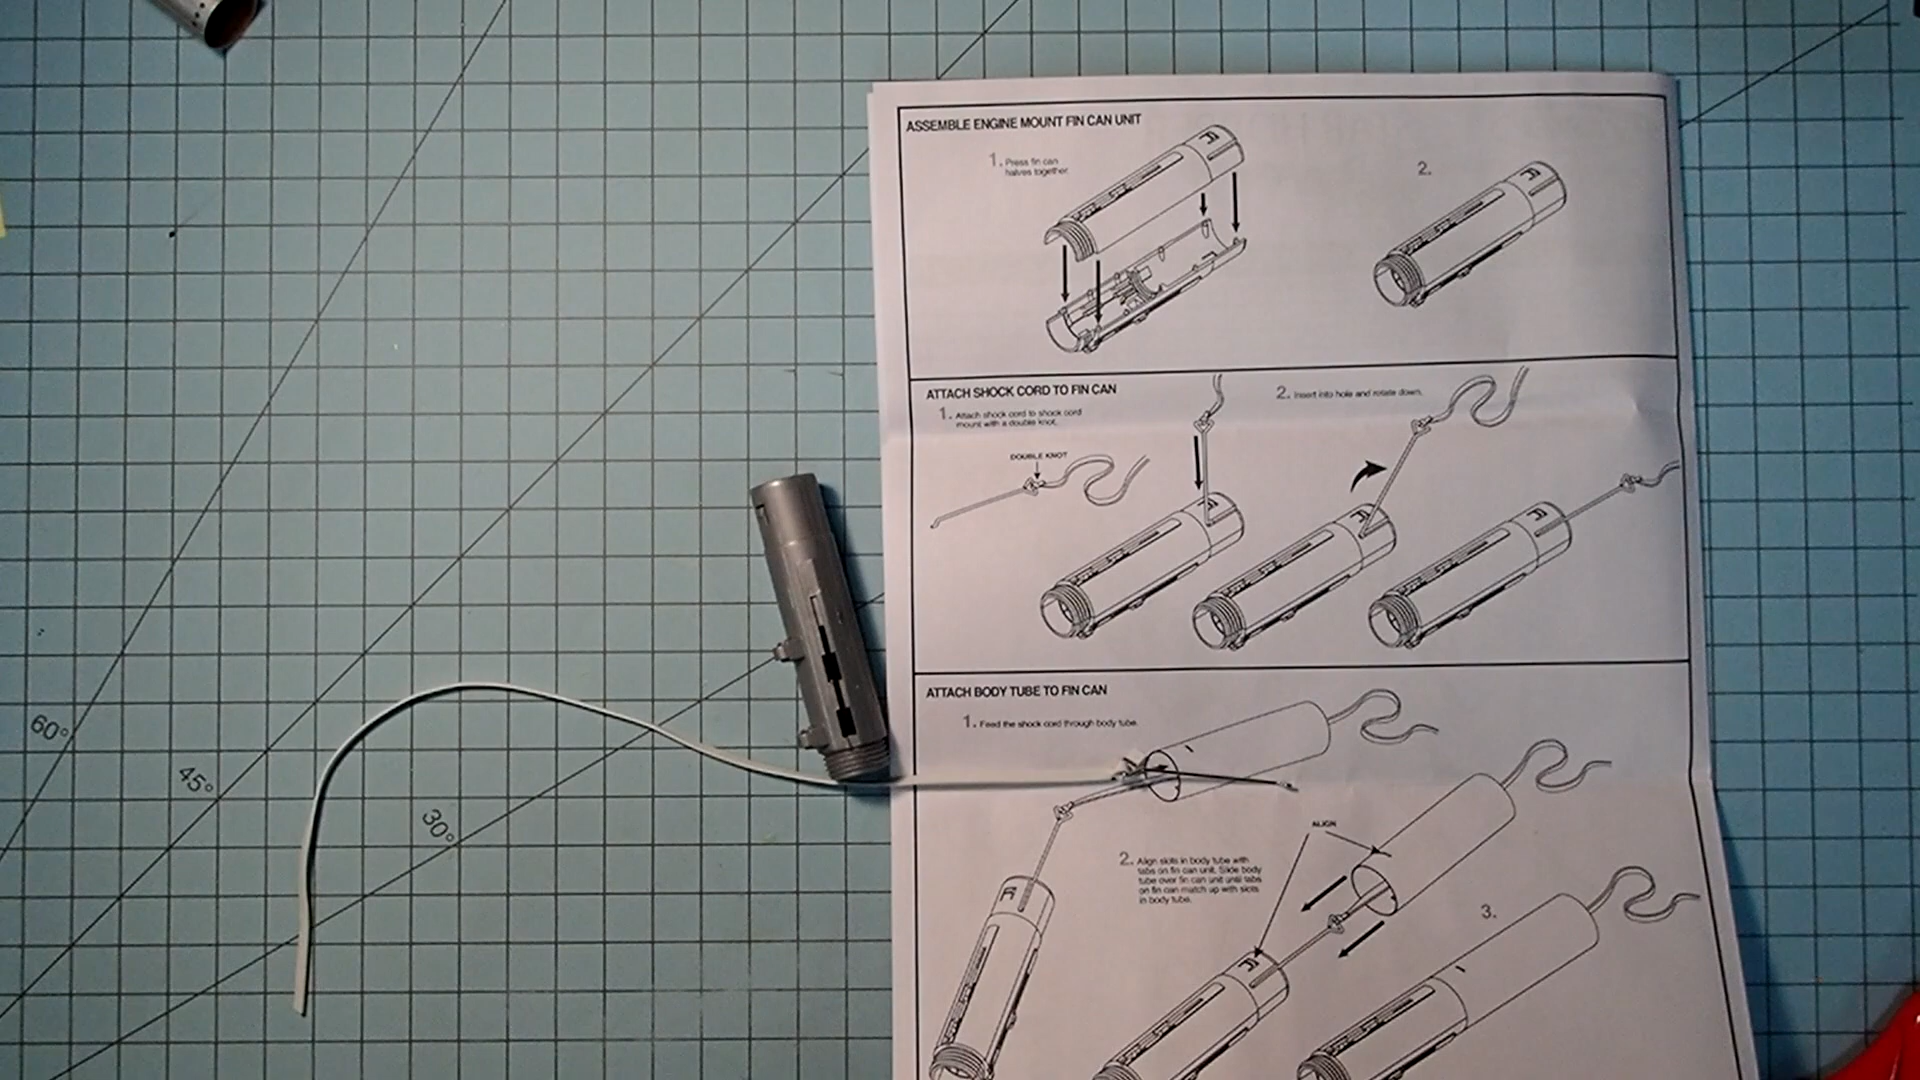 ASSEMBLE ENGINE MOUNT FIN CAN UNIT
1. Press fin can
halves together.
2.
ATTACH SHOCK CORD TO FIN CAN
1. Attach shock cord to shock cord
mount with a double knot.
DOUBLE KNOT
2. Insert into hole and rotate down.
ATTACH BODY TUBE TO FIN CAN
1. Feed the shock cord through body tube.
ALIGN
2. Align slots in body tube with
tabs on fin can unit. Slide body
tube over fin can unit until tabs
on fin can match up with slots
in body tube.
3.
60°
45°
30°